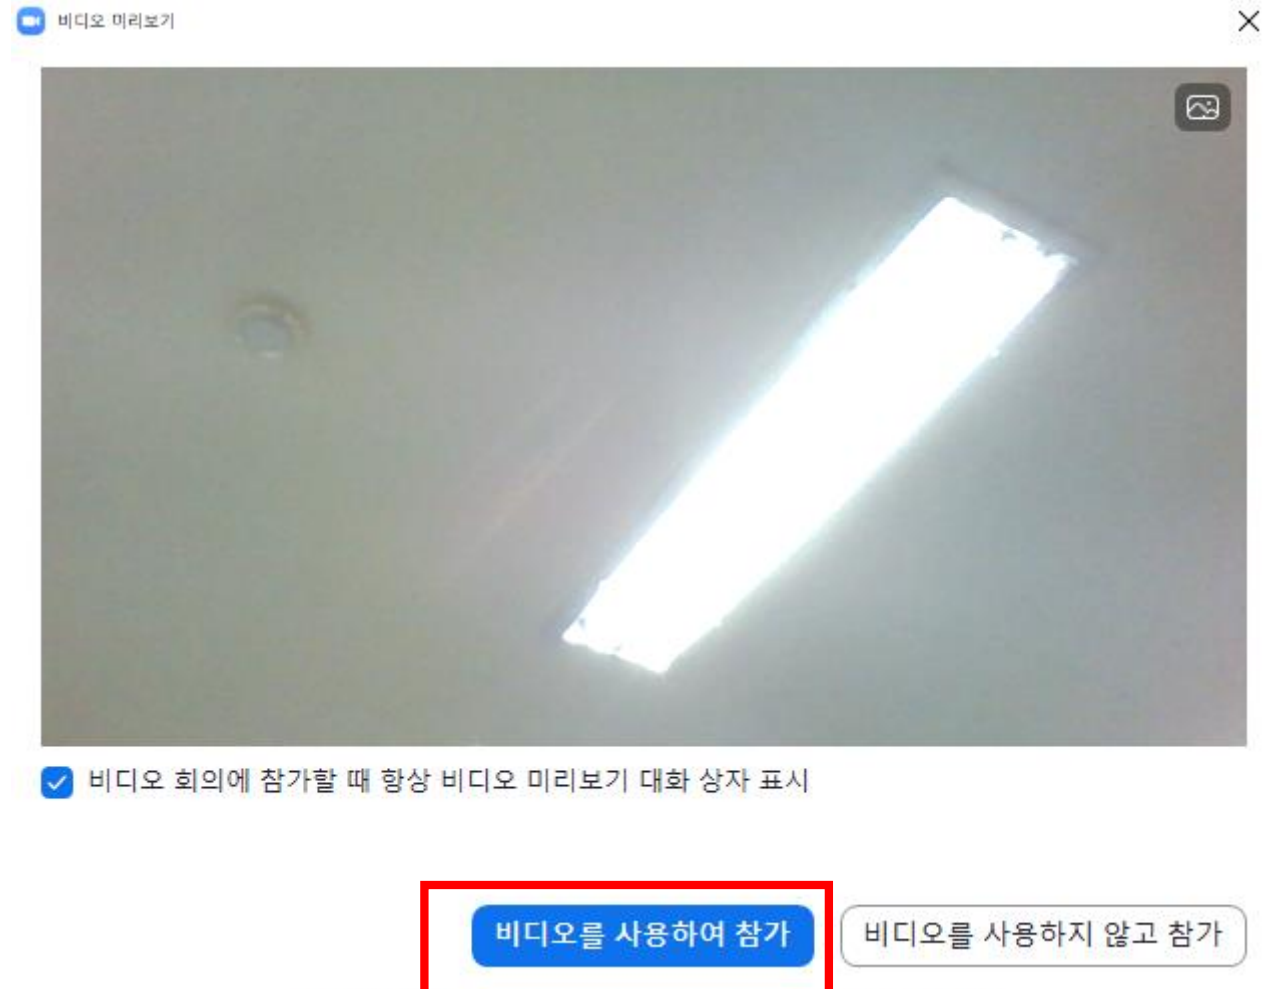 비디오 미리보기
비디오 회의에 참가할 때 항상 비디오 미리보기 대화 상자 표시
비디오를 사용하여 참가
비디오를 사용하지 않고 참가